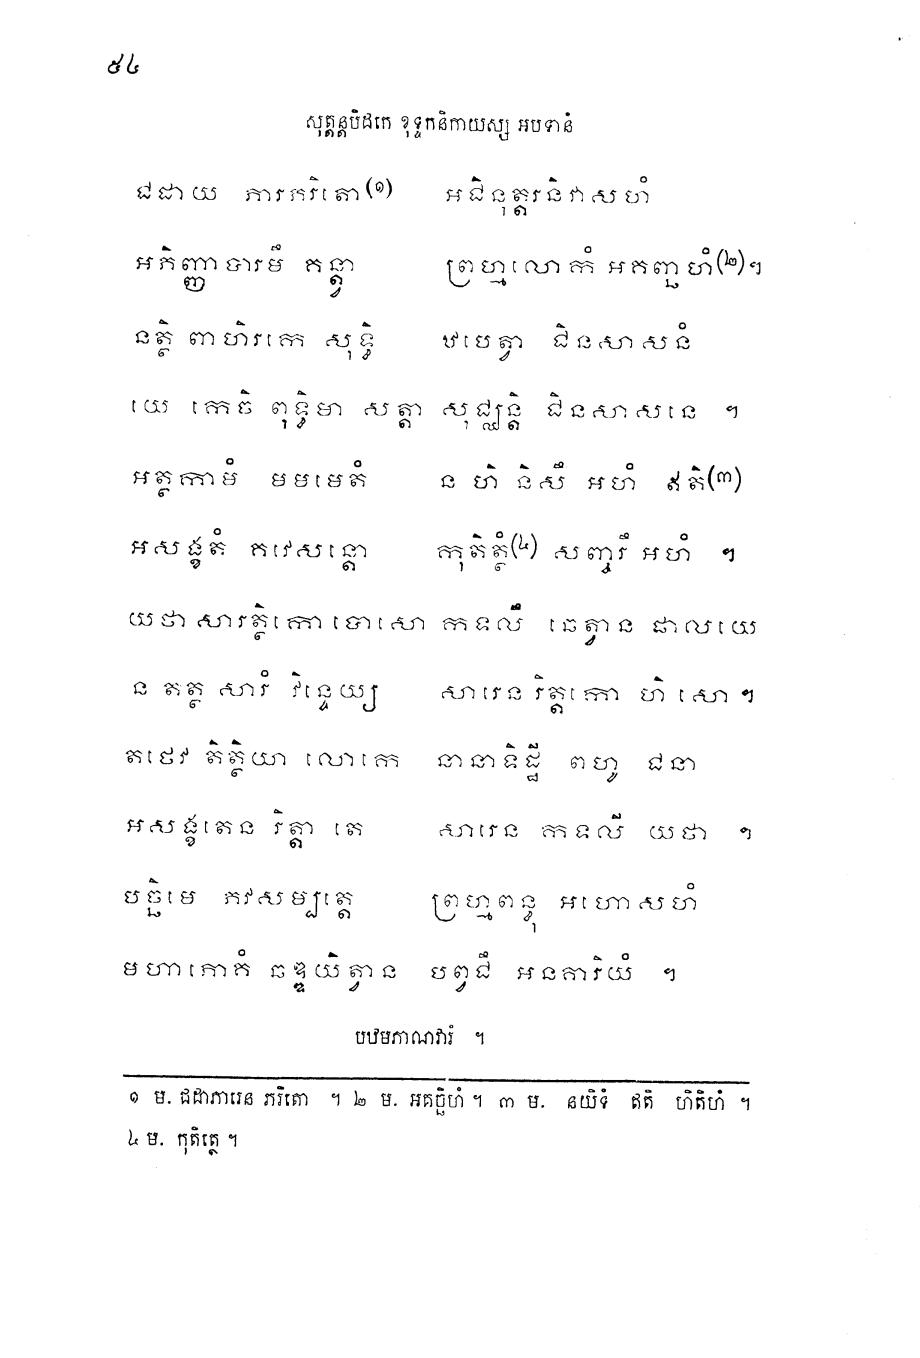 ៥៤
សុត្តន្តបិដកេ ខុទ្ទកនិកាយស្ស អបទានំ
ជដាយ ភារភរិតោ(១) អជិនុត្តរនិវាសហំ
អភិញ្ញាបារមឹ គន្ត្វា ព្រហ្មលោកំ អគញ្ឆហំ(២)។
នត្ថិ ពាហិរកេ សុទ្ធិ ឋបេត្វា ជិនសាសនំ
យេ កេចិ ពុទ្ធិមា សត្តា សុជ្ឈន្តិ ជិនសាសនេ ។
អត្តកាមំ មមមេតំ ន ហិ និសឹ អហំ ឥតិ(៣)
អសង្ខតំ គវេសន្តោ កុតិត្ថំ(៤) សញ្ចរឹ អហំ ។
យថា សារត្ថិកោ បោសោ កទលឹ ឆេត្វាន ផាលយេ
ន តត្ថ សារំ វិន្ទេយ្យ សារេន រិត្តកោ ហិ សោ។
តថេវ តិត្ថិយា លោកេ នានាទិដ្ឋី ពហូ ជនា
អសង្ខតេន រិត្តា តេ សារេន កទលី យថា ។
បច្ឆិមេ ភវសម្បត្តេ ព្រហ្មពន្ធុ អហោសហំ
មហាភោគំ ឆឌ្ឌយិត្វាន បព្វជឹ អនគារិយំ ។
បឋមភាណវារំ ។
១ ម. ជដាភារេន ភរិតោ ។ ២ ម. អគច្ឆិហំ ។ ៣ ម. នយិទំ ឥតិ ហិតិហំ ។
៤ ម. កុតិត្ថេ ។